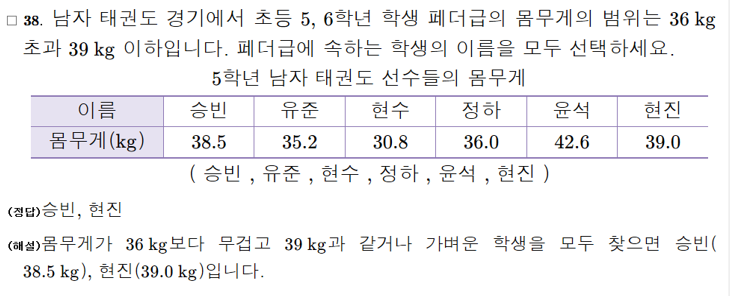 □ 38. 남자 태권도 경기에서 초등 5, 6학년 학생 페더급의 몸무게의 범위는 36 kg
초과 39 kg 이하입니다. 페더급에 속하는 학생의 이름을 모두 선택하세요.
5학년 남자 태권도 선수들의 몸무게
이름 승빈 유준 현수 정하 윤석 현진
몸무게(kg) 38.5 35.2 30.8 36.0 42.6 39.0
( 승빈 , 유준 , 현수 , 정하 , 윤석 , 현진 )
(정답)승빈, 현진
(해설)몸무게가 36 kg보다 무겁고 39 kg과 같거나 가벼운 학생을 모두 찾으면 승빈(
38.5 kg), 현진(39.0 kg)입니다.